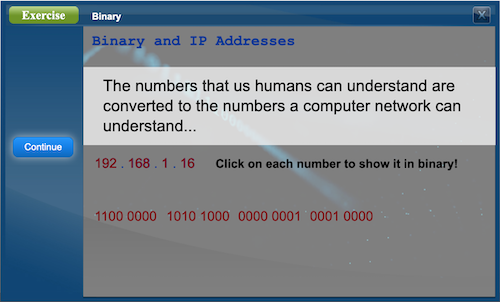 Exercise
Binary
X
Binary and IP Addresses
The numbers that us humans can understand are
converted to the numbers a computer network can
understand...
Continue
192 . 168 . 1 . 16 Click on each number to show it in binary!
1100 0000 1010 1000 0000 0001 0001 0000